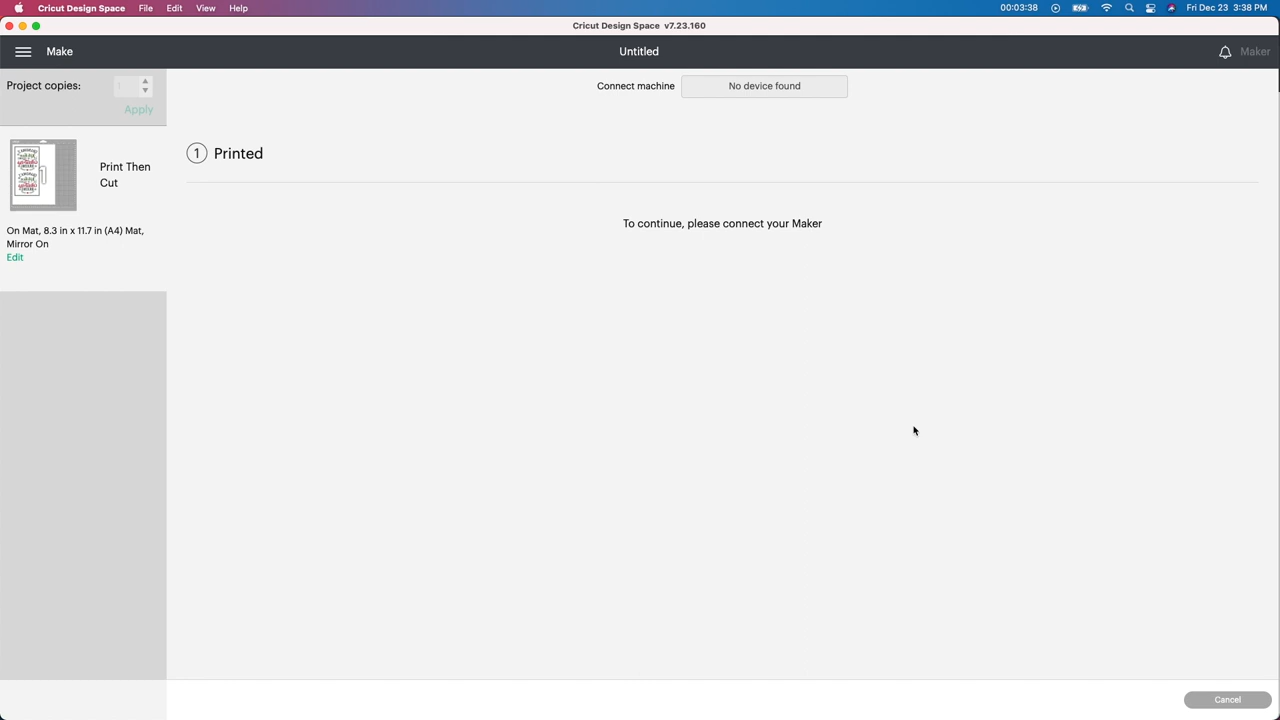 Cricut Design Space File Edit View Help 00:03:38 Fri Dec 23 3:38 PM
Cricut Design Space v7.23.160
Make Untitled Maker
Project copies:
Apply
Connect machine No device found
1 Printed
Print Then
Cut
To continue, please connect your Maker
On Mat, 8.3 in x 11.7 in (A4) Mat,
Mirror On
Edit
Cancel